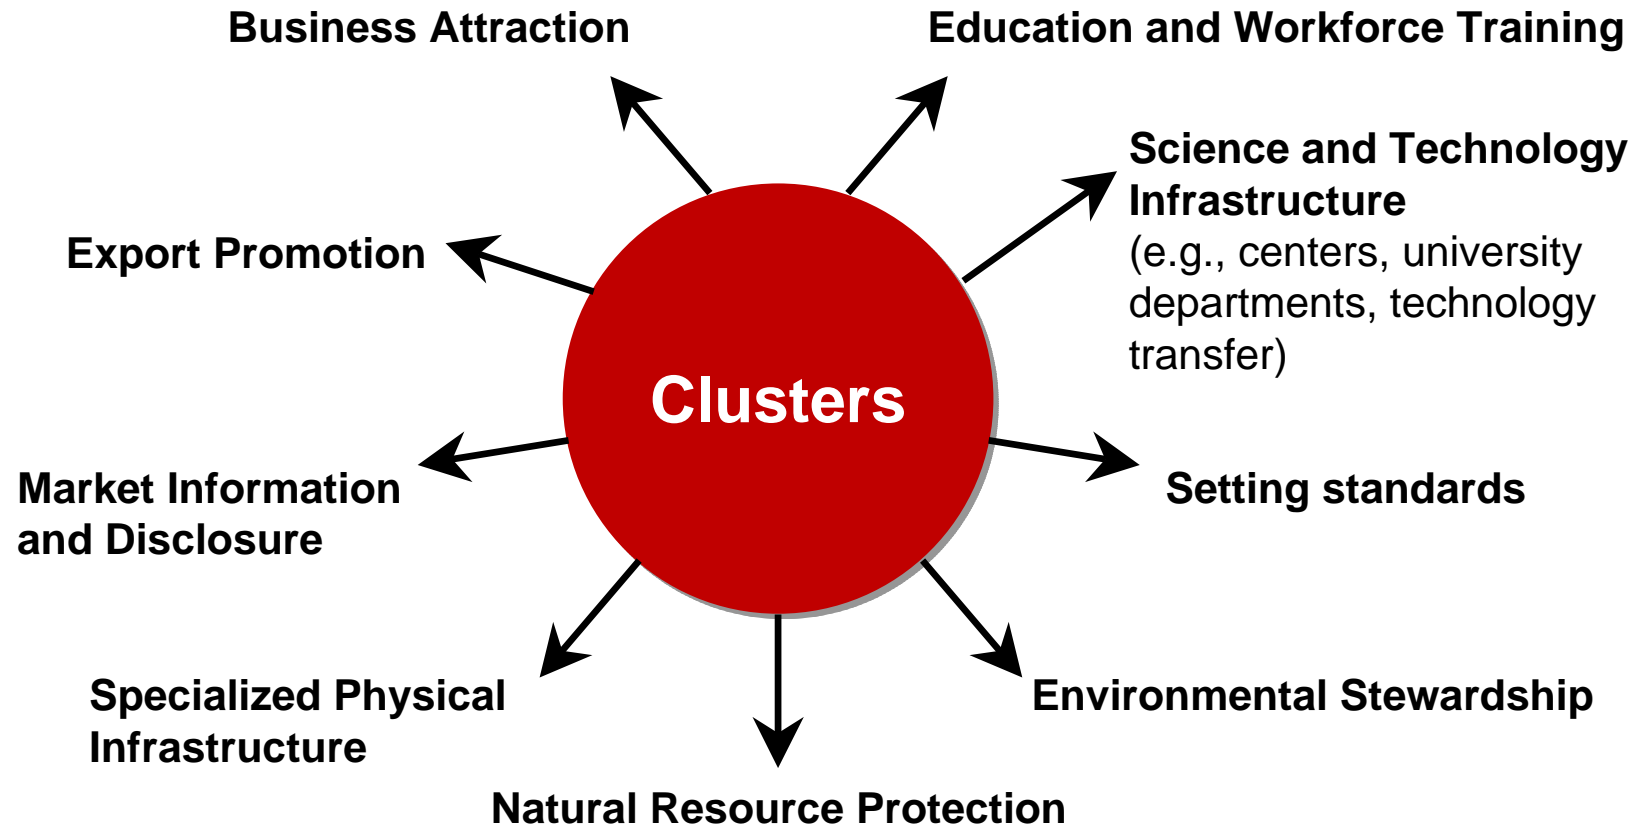 Business Attraction
Education and Workforce Training
Science and Technology
Infrastructure
(e.g., centers, university
departments, technology
transfer)
Export Promotion
Clusters
Market Information
and Disclosure
Setting standards
Specialized Physical
Infrastructure
Environmental Stewardship
Natural Resource Protection